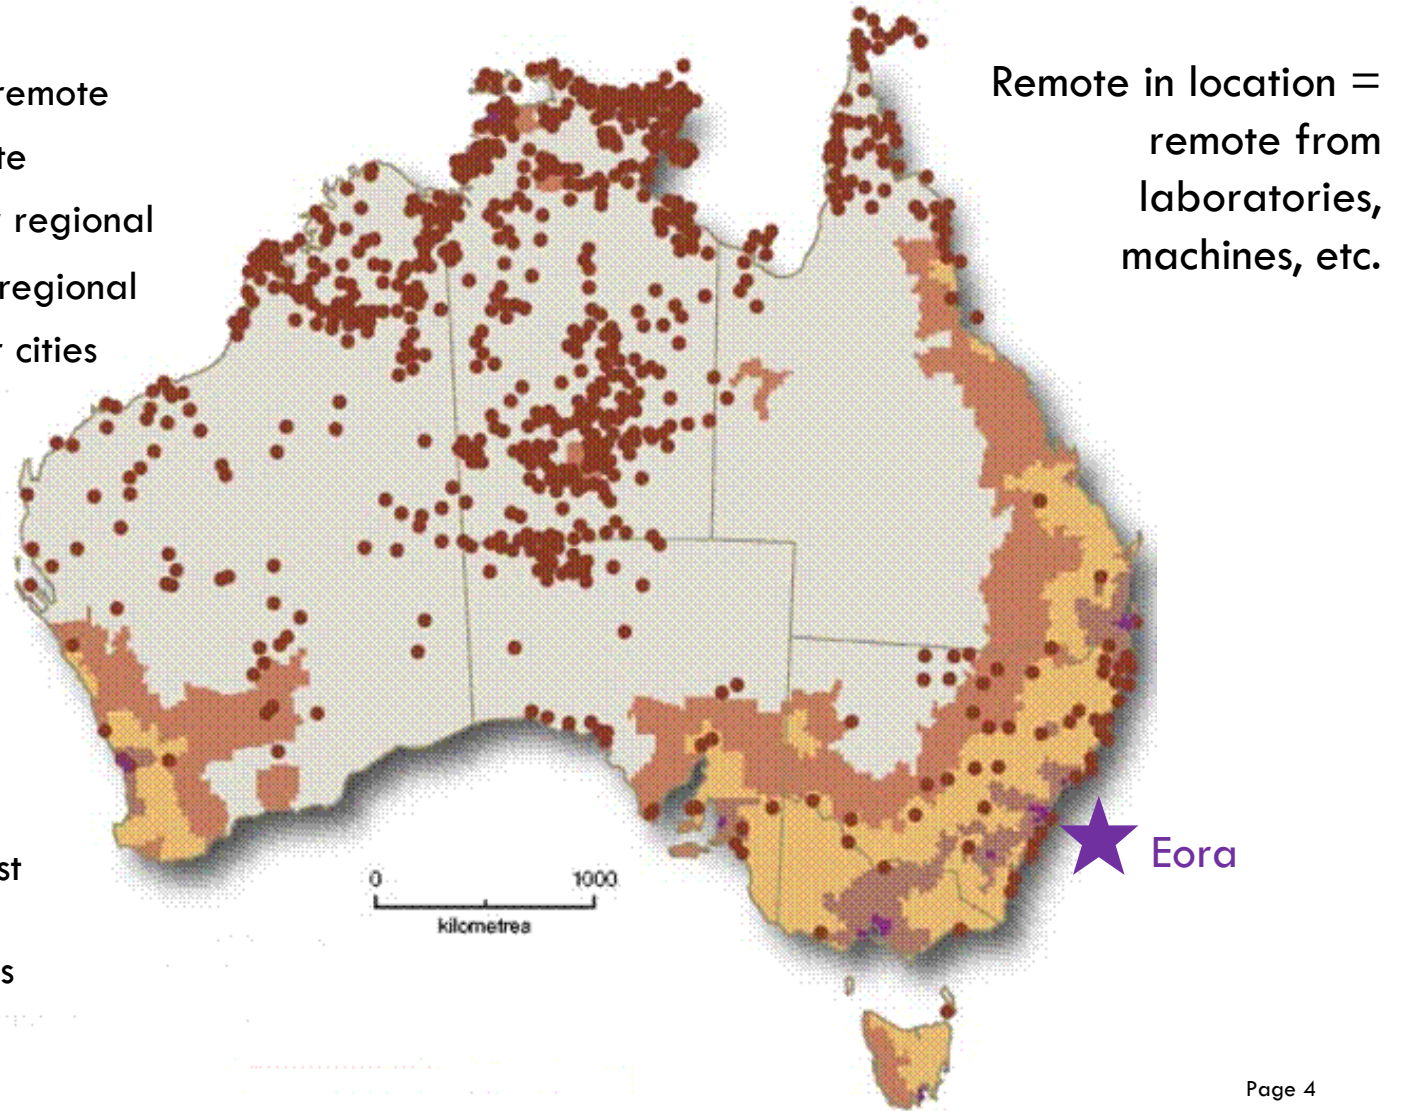 remote
te
regional
regional
cities
Remote in location =
remote from
laboratories,
machines, etc.
Eora
st
s
0 1000
kilometres
Page 4